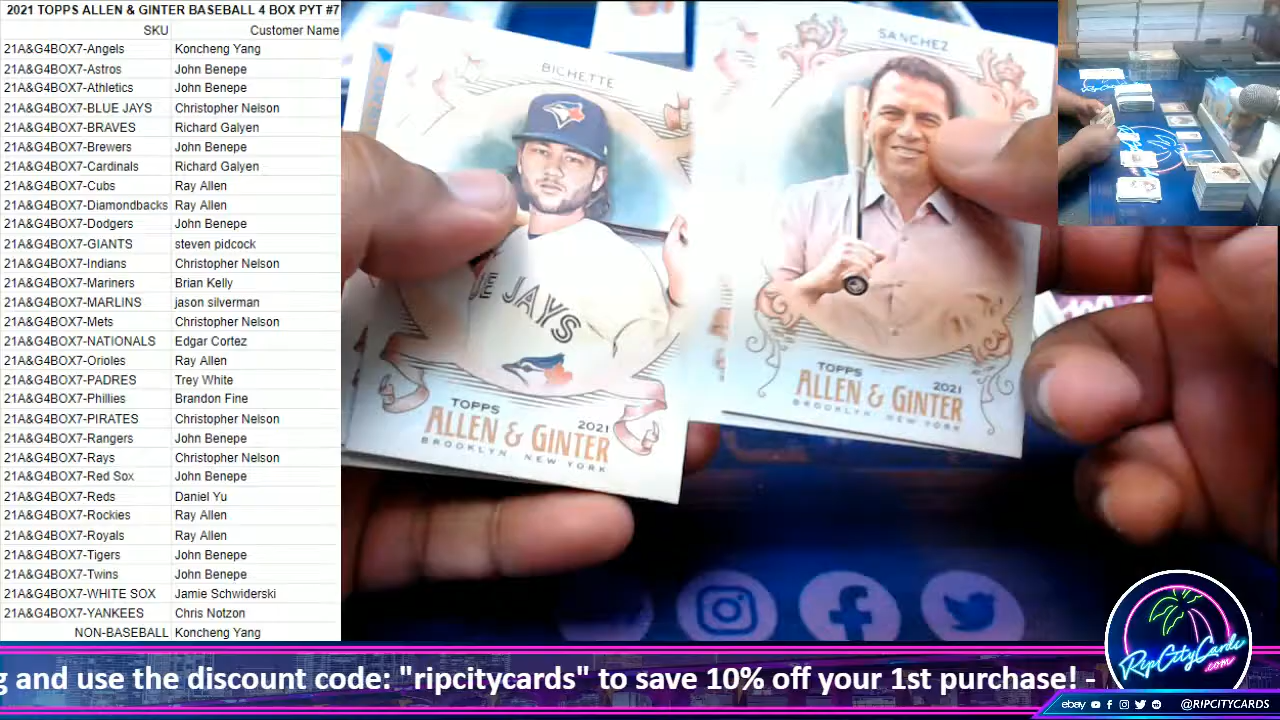 2021 TOPPS ALLEN & GINTER BASEBALL 4 BOX PYT #7
SKU Customer Name
21A&G4BOX7-Angels Koncheng Yang
21A&G4BOX7-Astros John Benepe
21A&G4BOX7-Athletics John Benepe
21A&G4BOX7-BLUE JAYS Christopher Nelson
21A&G4BOX7-BRAVES Richard Galyen
21A&G4BOX7-Brewers John Benepe
21A&G4BOX7-Cardinals Richard Galyen
21A&G4BOX7-Cubs Ray Allen
21A&G4BOX7-Diamondbacks Ray Allen
21A&G4BOX7-Dodgers John Benepe
21A&G4BOX7-GIANTS steven pidcock
21A&G4BOX7-Indians Christopher Nelson
21A&G4BOX7-Mariners Brian Kelly
21A&G4BOX7-MARLINS jason silverman
21A&G4BOX7-Mets Christopher Nelson
21A&G4BOX7-NATIONALS Edgar Cortez
21A&G4BOX7-Orioles Ray Allen
21A&G4BOX7-PADRES Trey White
21A&G4BOX7-Phillies Brandon Fine
21A&G4BOX7-PIRATES Christopher Nelson
21A&G4BOX7-Rangers John Benepe
21A&G4BOX7-Rays Christopher Nelson
21A&G4BOX7-Red Sox John Benepe
21A&G4BOX7-Reds Daniel Yu
21A&G4BOX7-Rockies Ray Allen
21A&G4BOX7-Royals Ray Allen
21A&G4BOX7-Tigers John Benepe
21A&G4BOX7-Twins John Benepe
21A&G4BOX7-WHITE SOX Jamie Schwiderski
21A&G4BOX7-YANKEES Chris Notzon
NON-BASEBALL Koncheng Yang
BICHETTE
E JAYS
TOPPS 2021
ALLEN & GINTER
BROOKLYN NEW YORK
SANCHEZ
TOPPS 2021
ALLEN & GINTER
BROOKLYN NEW YORK
RipCityCards
.com
g and use the discount code: "ripcitycards" to save 10% off your 1st purchase! -
ebay @RIPCITYCARDS